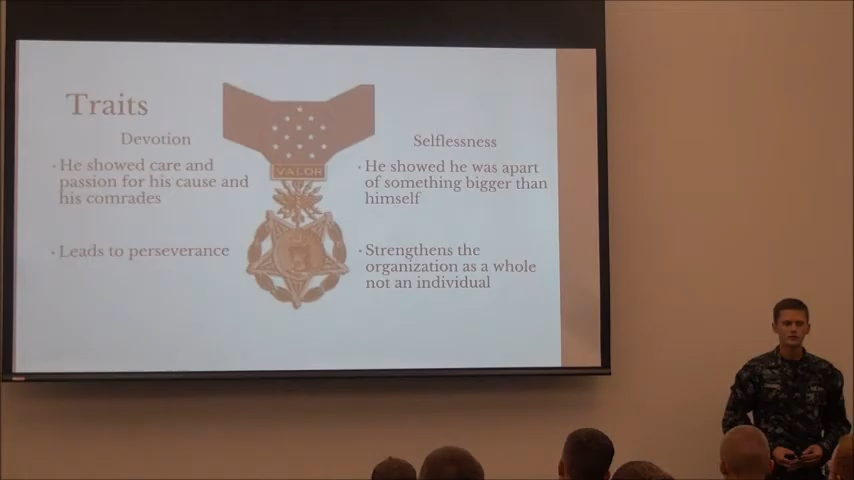 Traits
Devotion
· He showed care and
passion for his cause and
his comrades
· Leads to perseverance
VALOR
Selflessness
· He showed he was apart
of something bigger than
himself
· Strengthens the
organization as a whole
not an individual